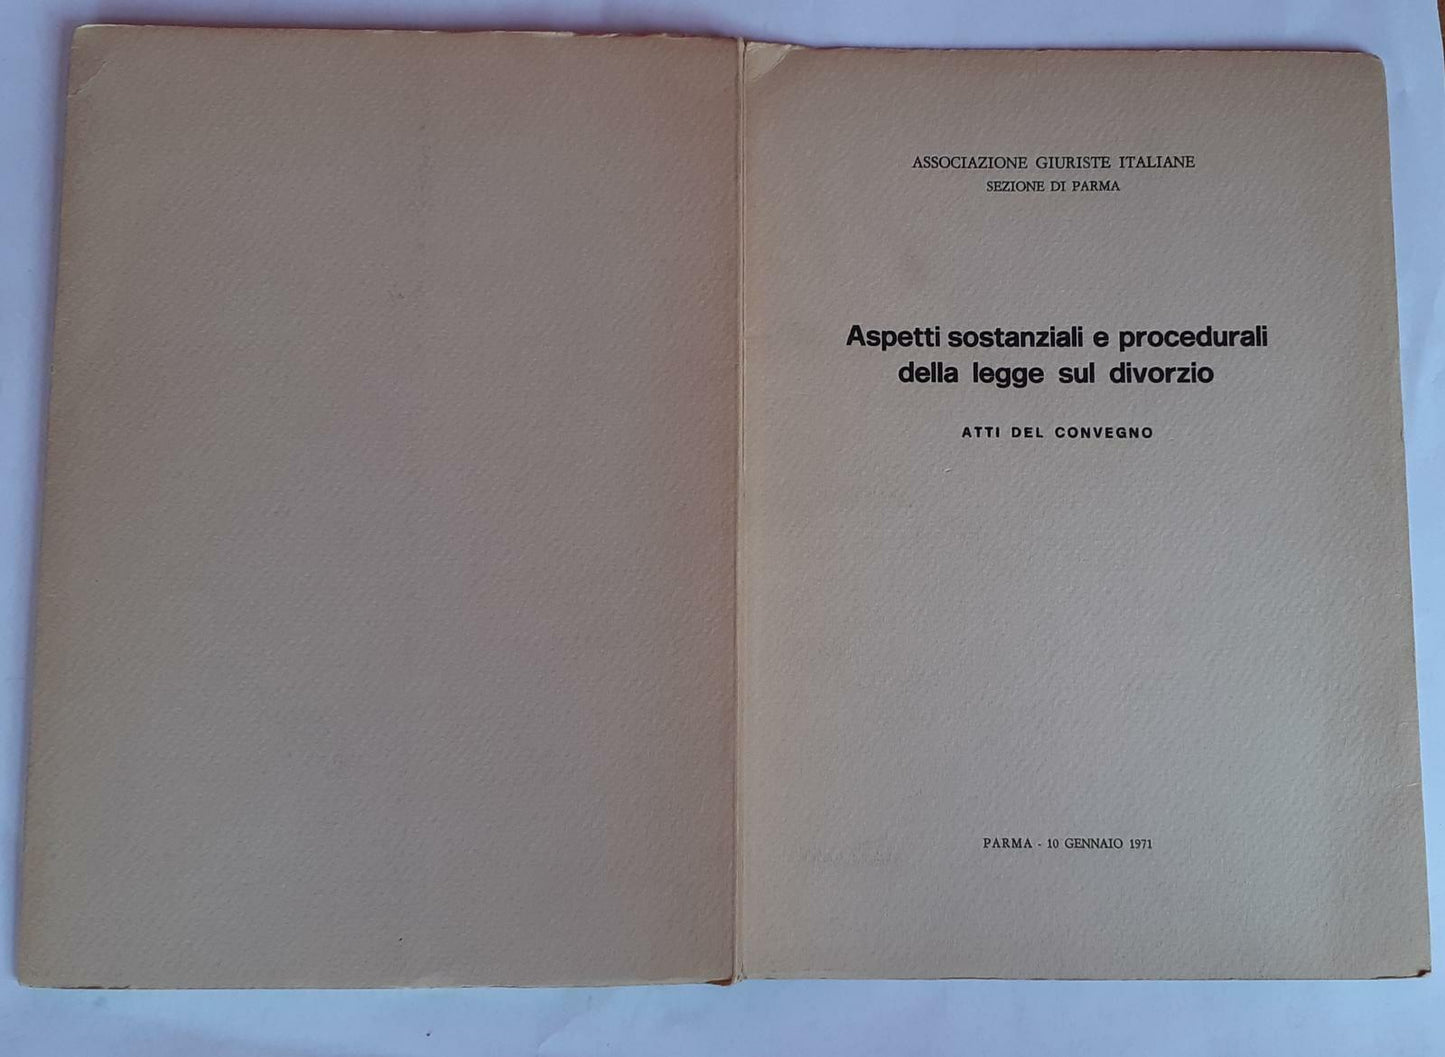 ASSOCIAZIONE GIURISTE ITALIANE
SEZIONE DI PARMA
Aspetti sostanziali e procedurali
della legge sul divorzio
ATTI DEL CONVEGNO
PARMA - 10 GENNAIO 1971